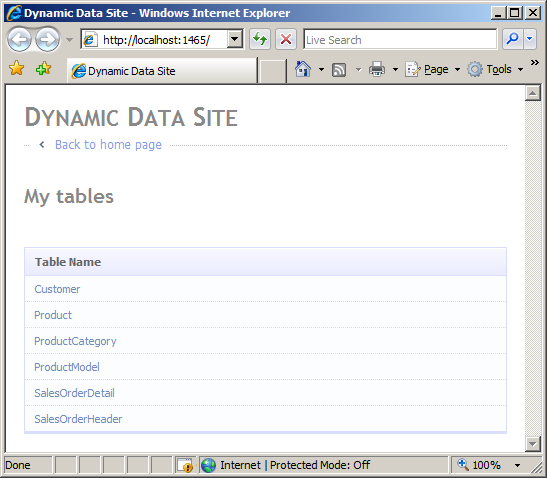 Dynamic Data Site - Windows Internet Explorer
http://localhost:1465/
Live Search
Dynamic Data Site
Page
Tools
Dynamic Data Site
Back to home page
My tables
Table Name
Customer
Product
ProductCategory
ProductModel
SalesOrderDetail
SalesOrderHeader
Done
Internet | Protected Mode: Off
100%